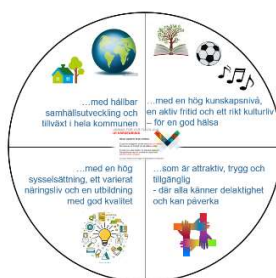 ...med hållbar
samhällsutveckling och
tillväxt i hela kommunen
...med en hög kunskapsnivå,
en aktiv fritid och ett rikt kulturliv
– för en god hälsa
...med en hög
sysselsättning, ett varierat
näringsliv och en utbildning
med god kvalitet
...som är attraktiv, trygg och
tillgänglig
- där alla känner delaktighet
och kan påverka